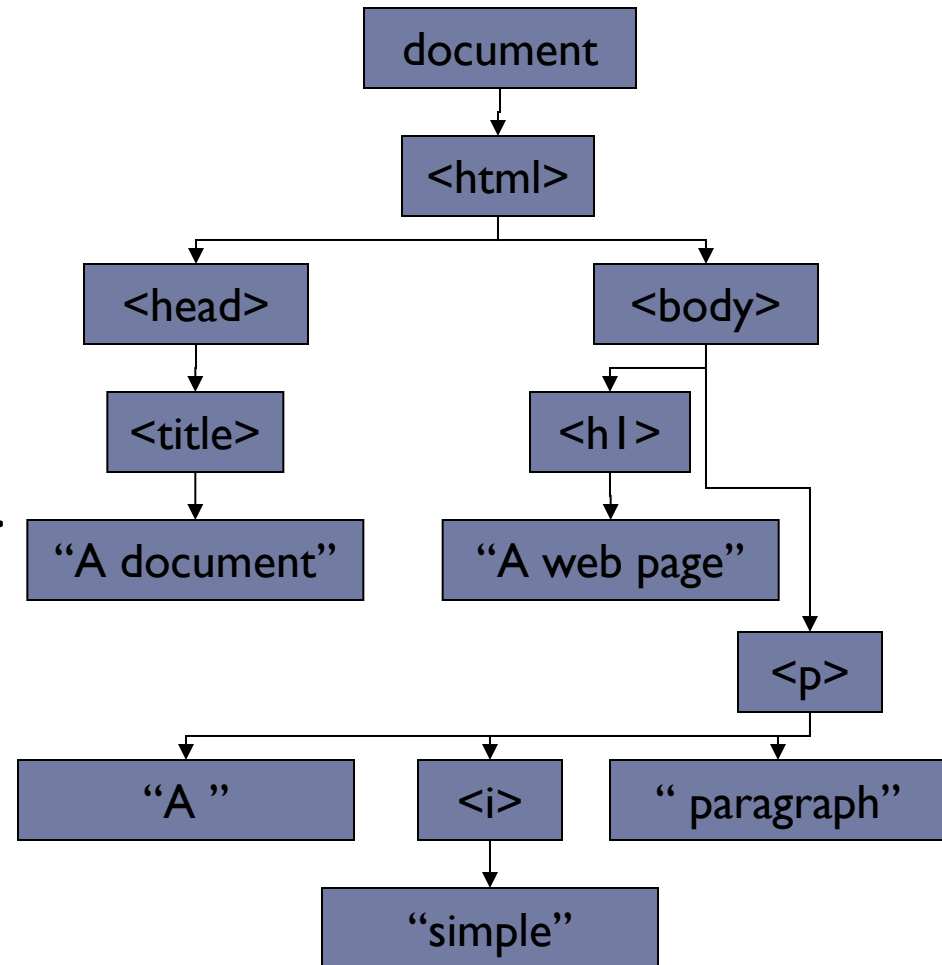 document
<html>
<head>
<body>
<title>
<h1>
“A document”
“A web page”
<p>
“A ”
<i>
“ paragraph”
“simple”